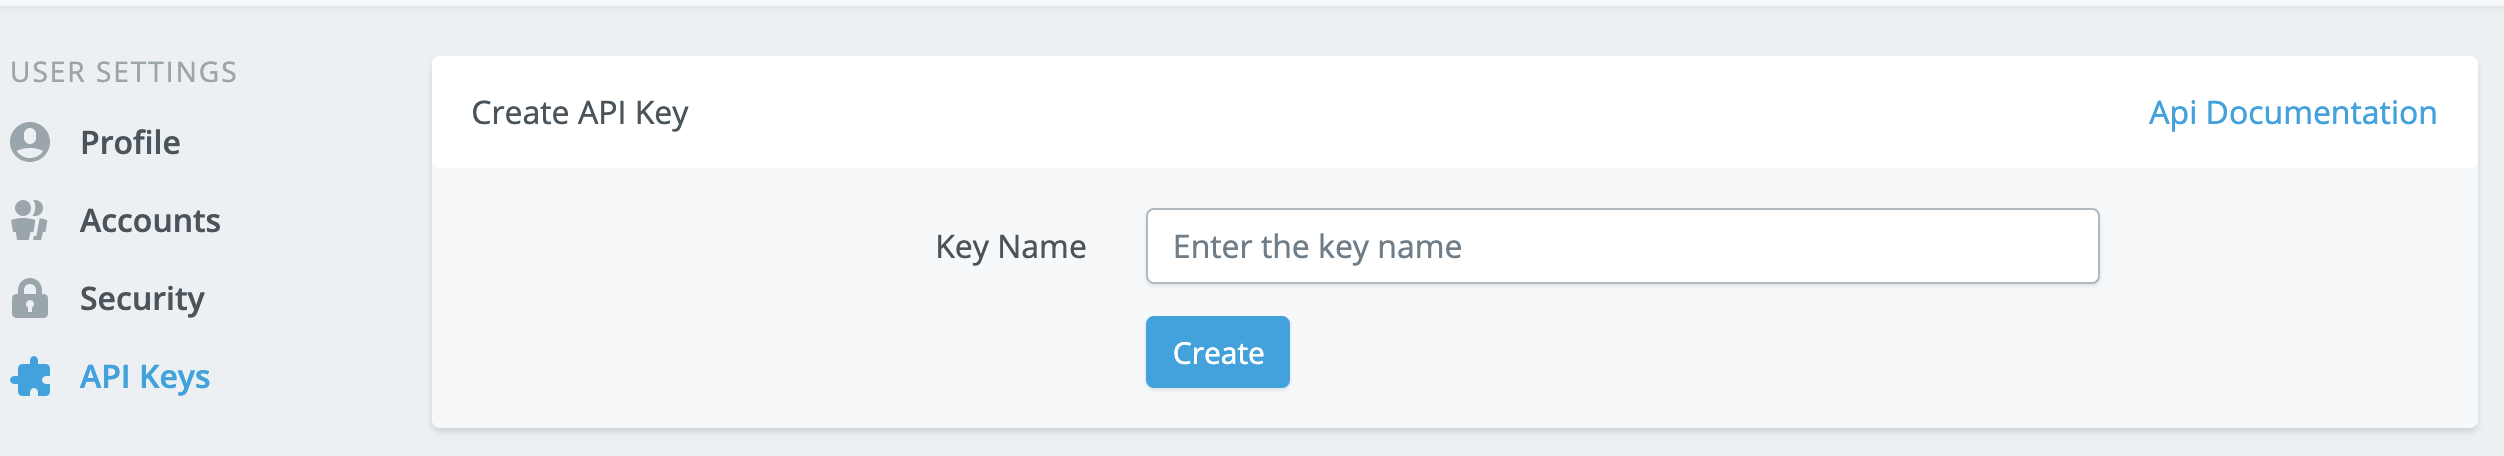 USER SETTINGS
Profile
Accounts
Security
API Keys
Create API Key
Api Documentation
Key Name
Enter the key name
Create